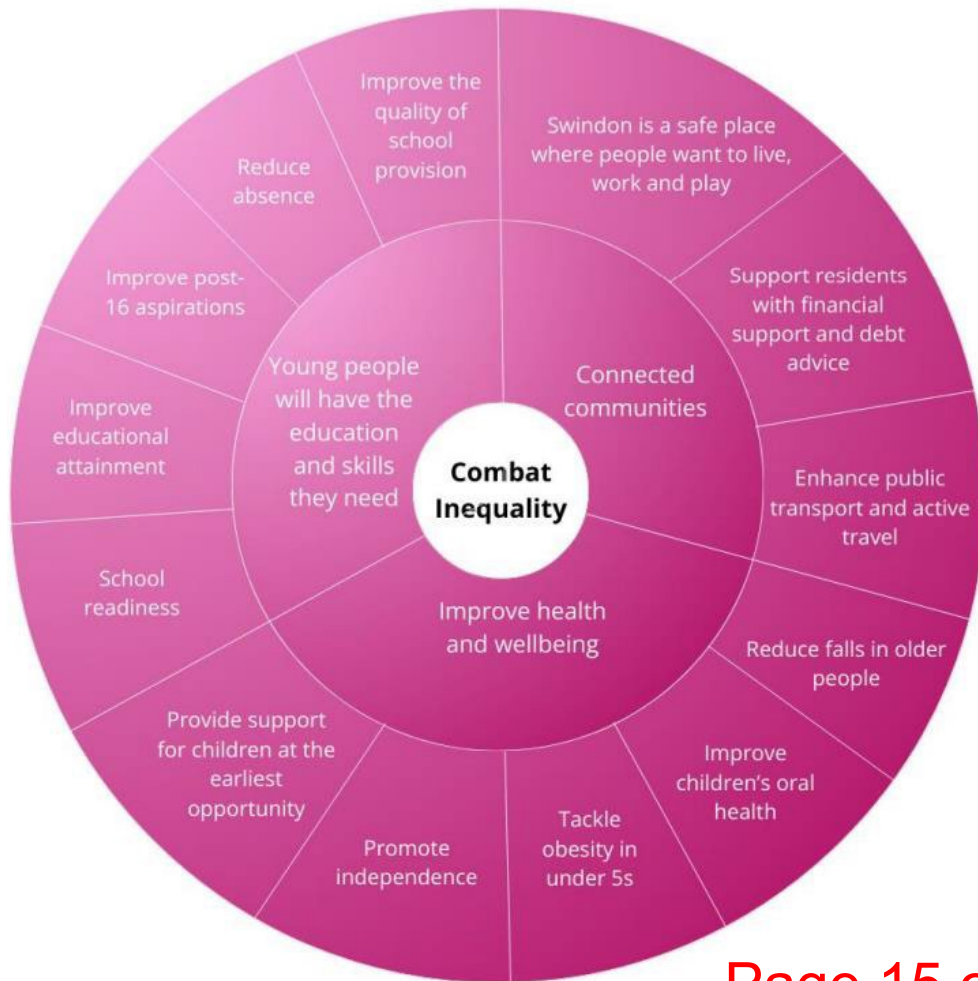 Combat
Inequality
Connected
communities
Swindon is a safe place
where people want to live,
work and play
Support residents
with financial
support and debt
advice
Enhance public
transport and active
travel
Improve health
and wellbeing
Reduce falls in older
people
Improve
children's oral
health
Tackle
obesity in
under 5s
Promote
independence
Provide support
for children at the
earliest
opportunity
Young people
will have the
education
and skills
they need
School
readiness
Improve
educational
attainment
Improve post-
16 aspirations
Reduce
absence
Improve the
quality of
school
provision
Page 15